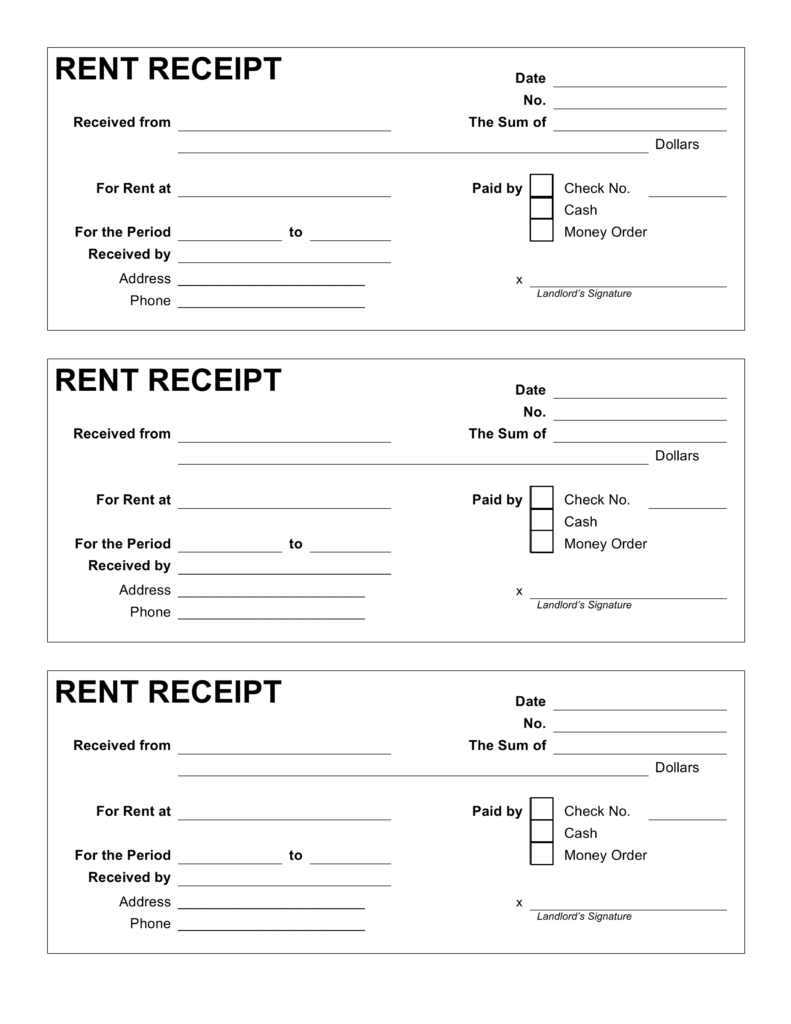 RENT RECEIPT
Date
No.
Received from The Sum of
Dollars
For Rent at Paid by Check No.
Cash
For the Period to Money Order
Received by
Address x
Landlord's Signature
Phone
RENT RECEIPT
Date
No.
Received from The Sum of
Dollars
For Rent at Paid by Check No.
Cash
For the Period to Money Order
Received by
Address x
Landlord's Signature
Phone
RENT RECEIPT
Date
No.
Received from The Sum of
Dollars
For Rent at Paid by Check No.
Cash
For the Period to Money Order
Received by
Address x
Landlord's Signature
Phone